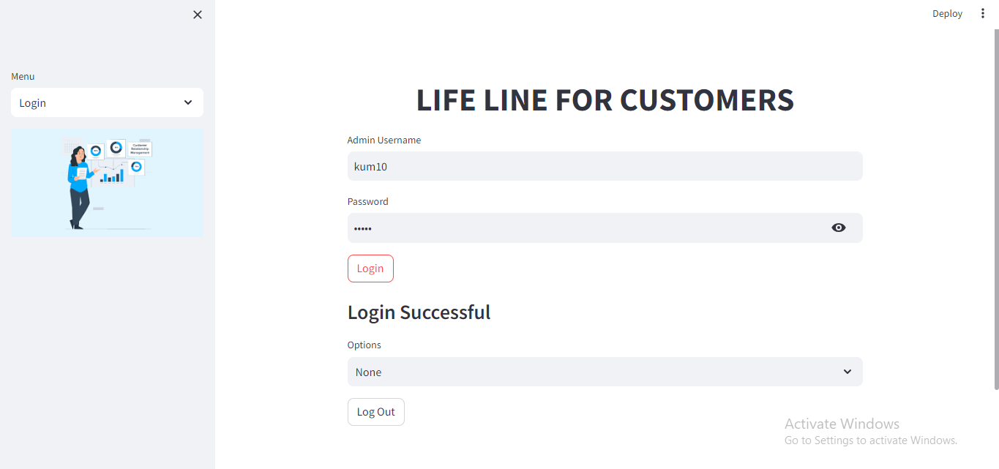 Deploy
Menu
Login
Customer
Relationship
Management
LIFE LINE FOR CUSTOMERS
Admin Username
kum10
Password
•••••
Login
Login Successful
Options
None
Log Out
Activate Windows
Go to Settings to activate Windows.